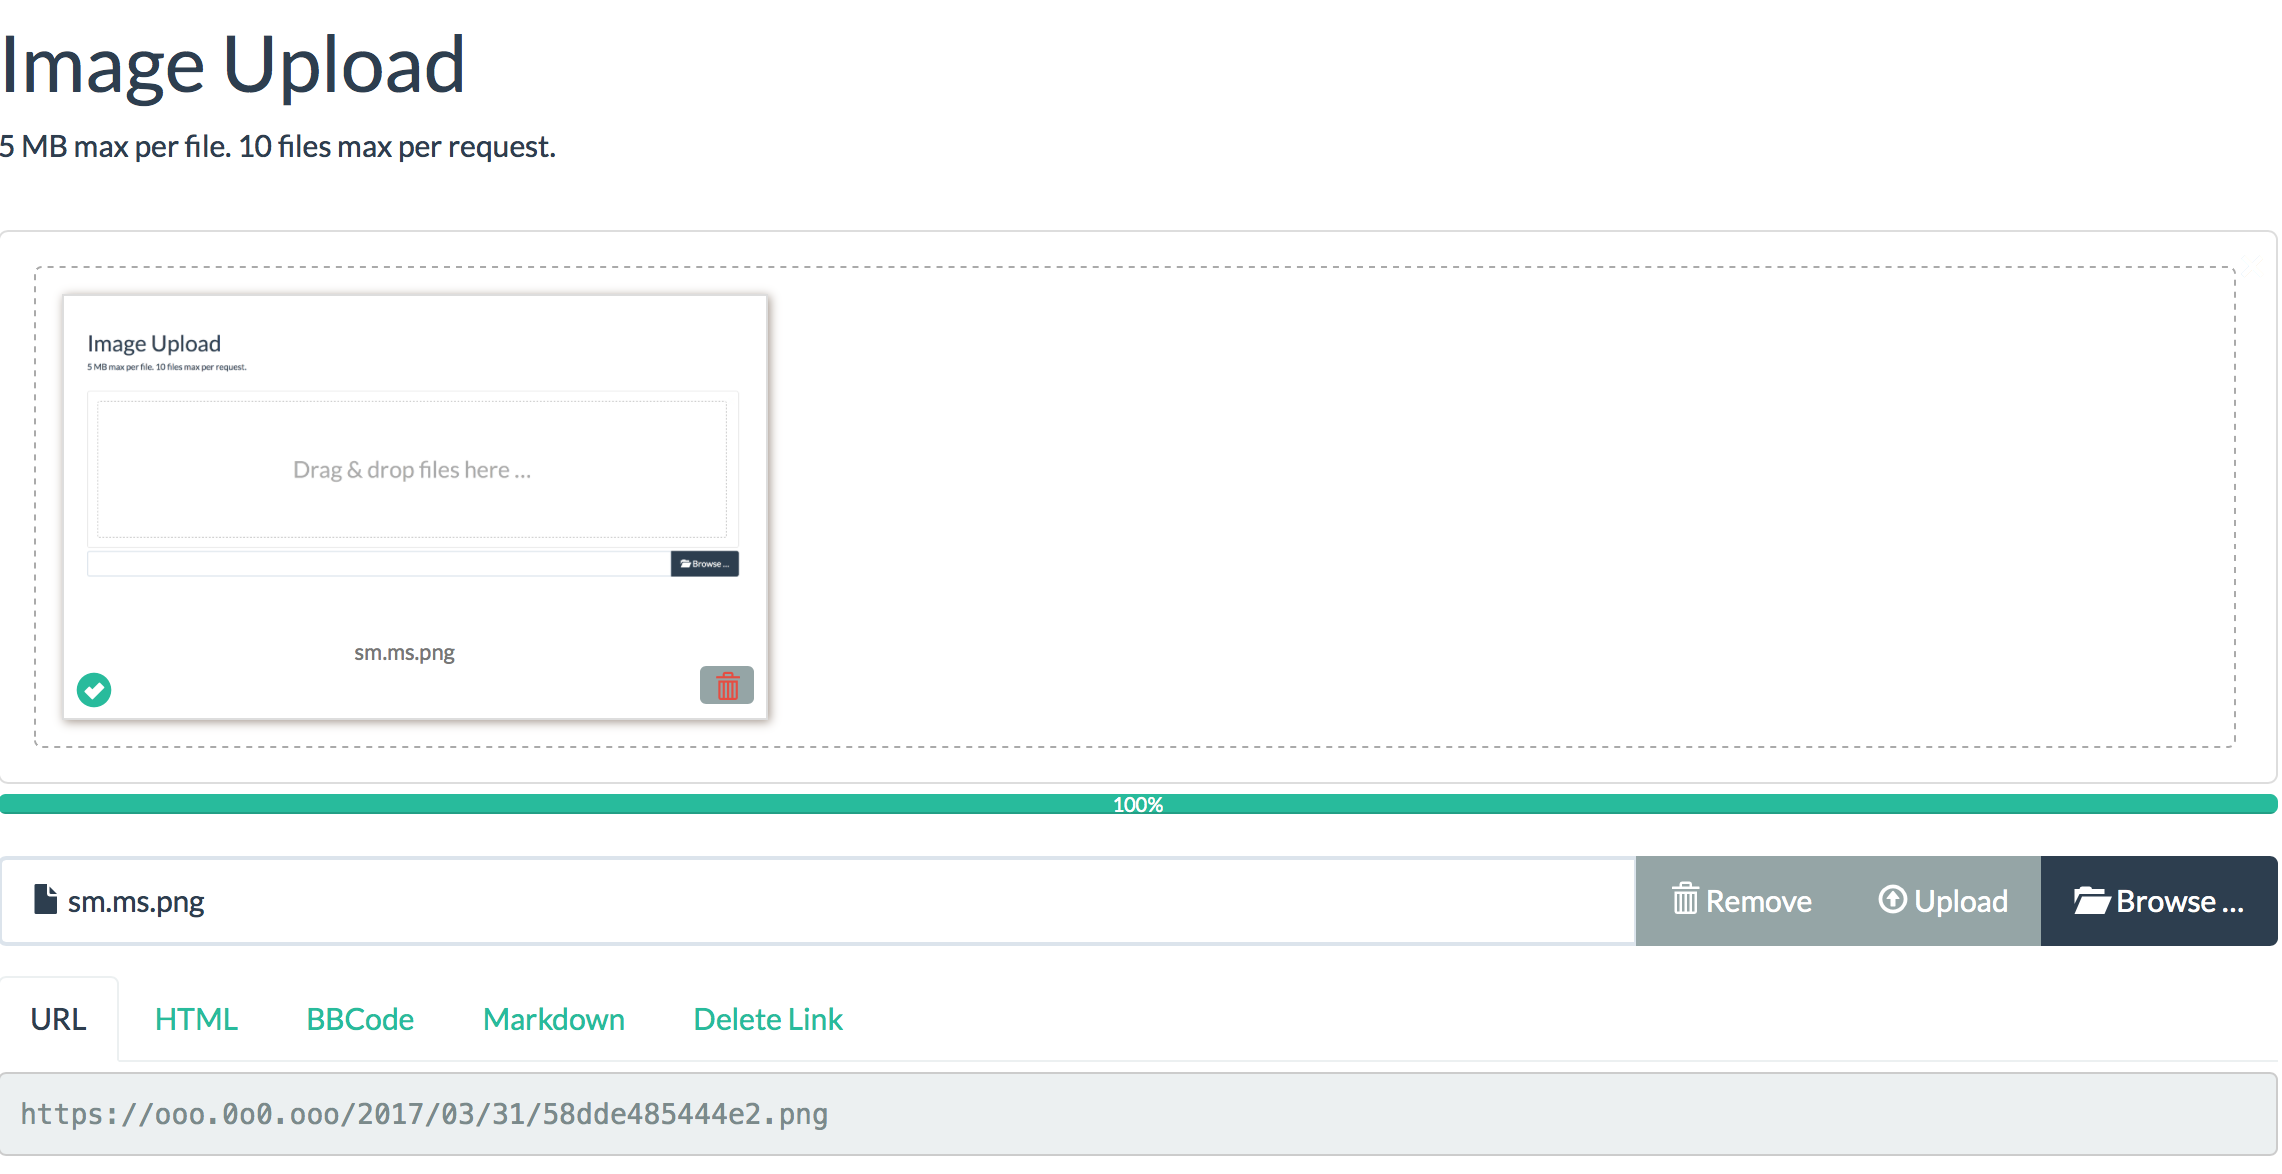 Image Upload
5 MB max per file. 10 files max per request.
Image Upload
5 MB max per file. 10 files max per request.
Drag & drop files here ...
Browse ...
sm.ms.png
100%
sm.ms.png
Remove
Upload
Browse ...
URL
HTML
BBCode
Markdown
Delete Link
https://ooo.0o0.ooo/2017/03/31/58dde485444e2.png